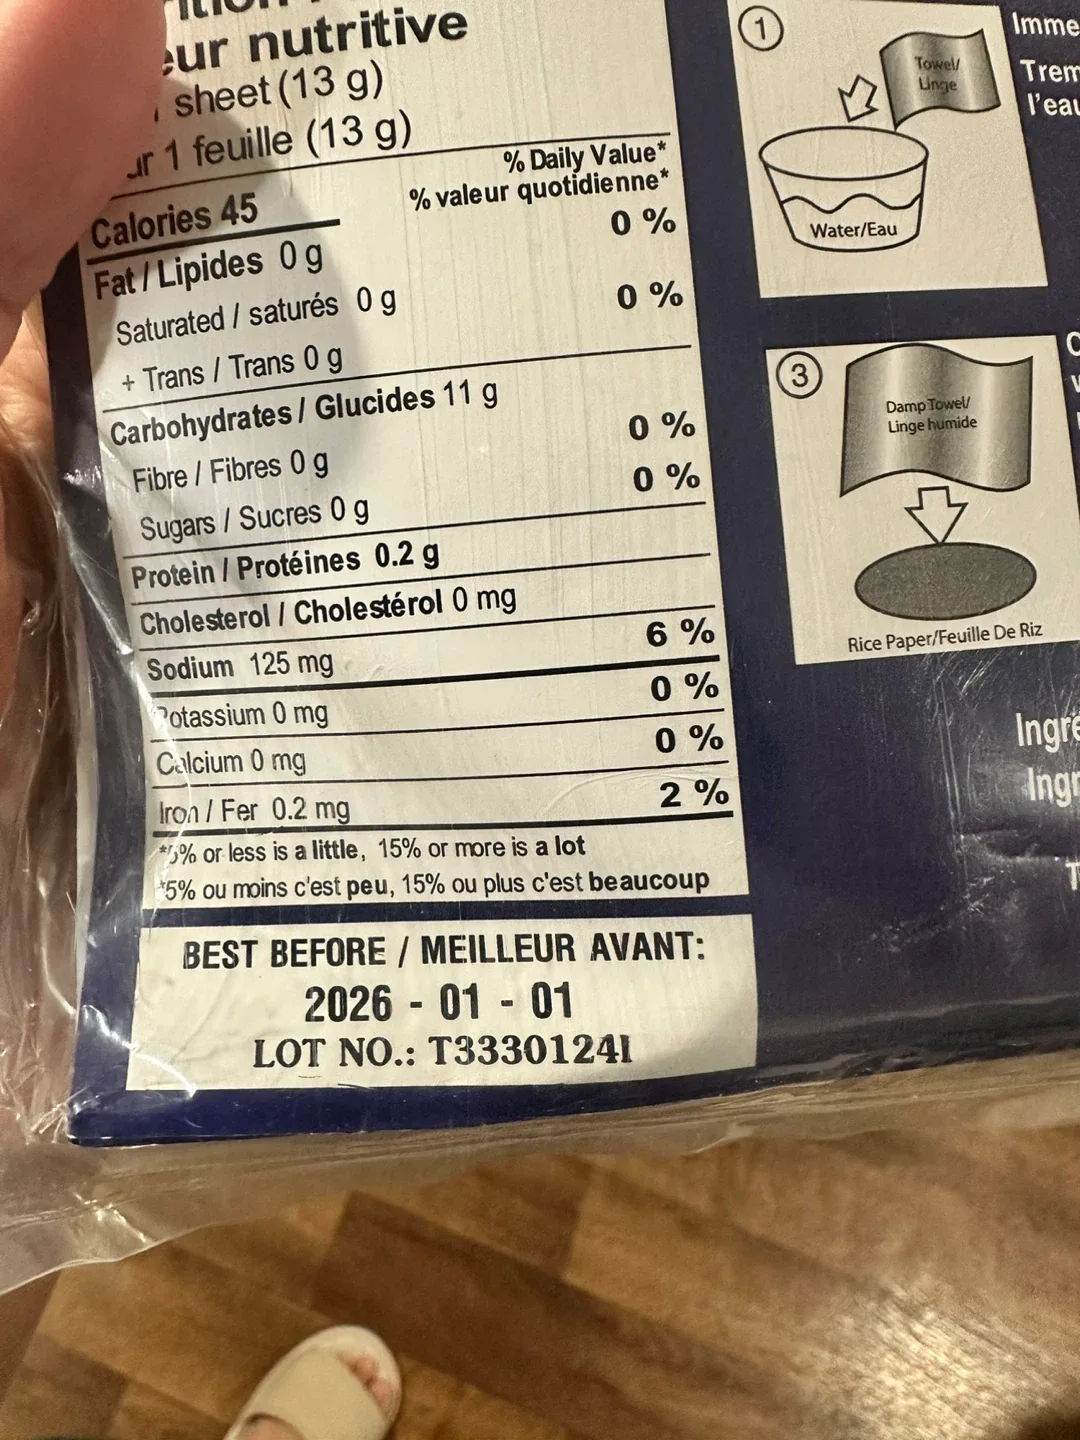 eur nutritive
sheet (13 g)
1 feuille (13 g)
% Daily Value*
% valeur quotidienne*
Calories 45
Fat / Lipides 0 g 0 %
Saturated / saturés 0 g 0 %
+ Trans / Trans 0 g
Carbohydrates / Glucides 11 g
Fibre / Fibres 0 g 0 %
Sugars / Sucres 0 g 0 %
Protein / Protéines 0.2 g
Cholesterol / Cholestérol 0 mg
Sodium 125 mg 6 %
Potassium 0 mg 0 %
Calcium 0 mg 0 %
Iron / Fer 0.2 mg 2 %
*5% or less is a little, 15% or more is a lot
*5% ou moins c'est peu, 15% ou plus c'est beaucoup
BEST BEFORE / MEILLEUR AVANT:
2026 - 01 - 01
LOT NO.: T3330124I
1
Towel/
Linge
Water/Eau
Imme
Trem
l'eau
3
Damp Towel/
Linge humide
Rice Paper/Feuille De Riz
Ingré
Ingr